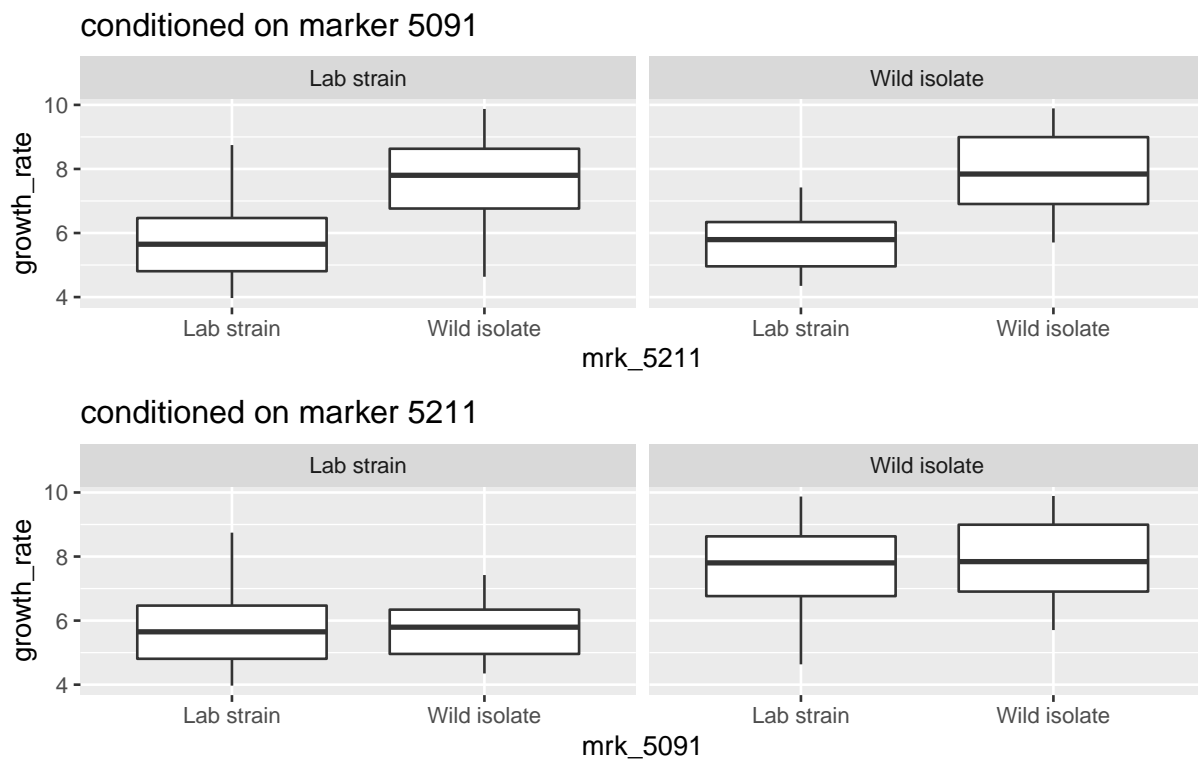 conditioned on marker 5091
Lab strain Wild isolate
growth_rate
10
8
6
4
Lab strain Wild isolate Lab strain Wild isolate
mrk_5211
conditioned on marker 5211
Lab strain Wild isolate
growth_rate
10
8
6
4
Lab strain Wild isolate Lab strain Wild isolate
mrk_5091